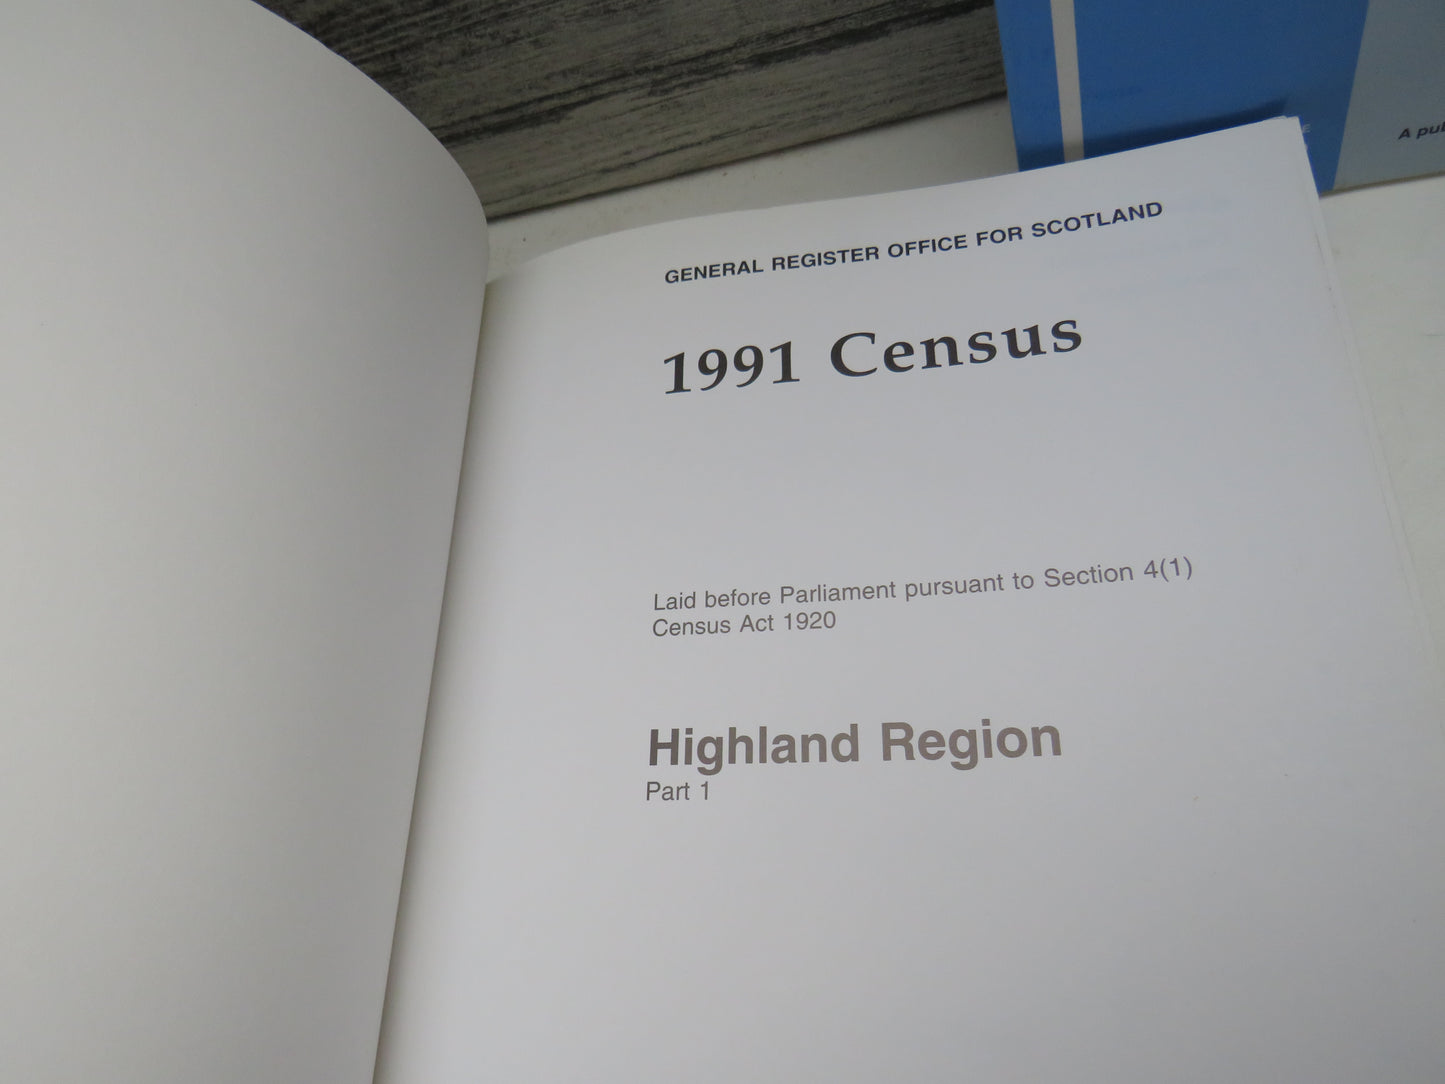 GENERAL REGISTER OFFICE FOR SCOTLAND
1991 Census
Laid before Parliament pursuant to Section 4(1)
Census Act 1920
Highland Region
Part 1
A